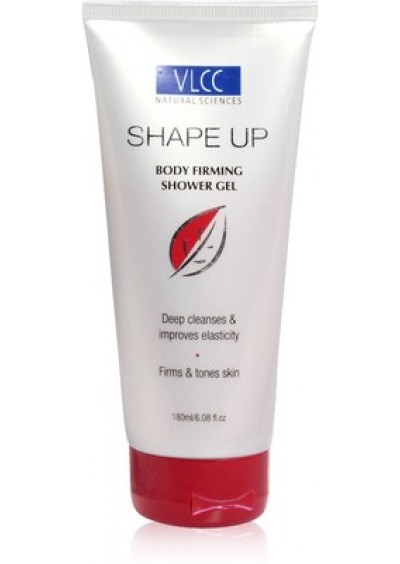 VLCC
NATURAL SCIENCES
SHAPE UP
BODY FIRMING
SHOWER GEL
Deep cleanses &
improves elasticity
Firms & tones skin
180ml/6.08 fl.oz